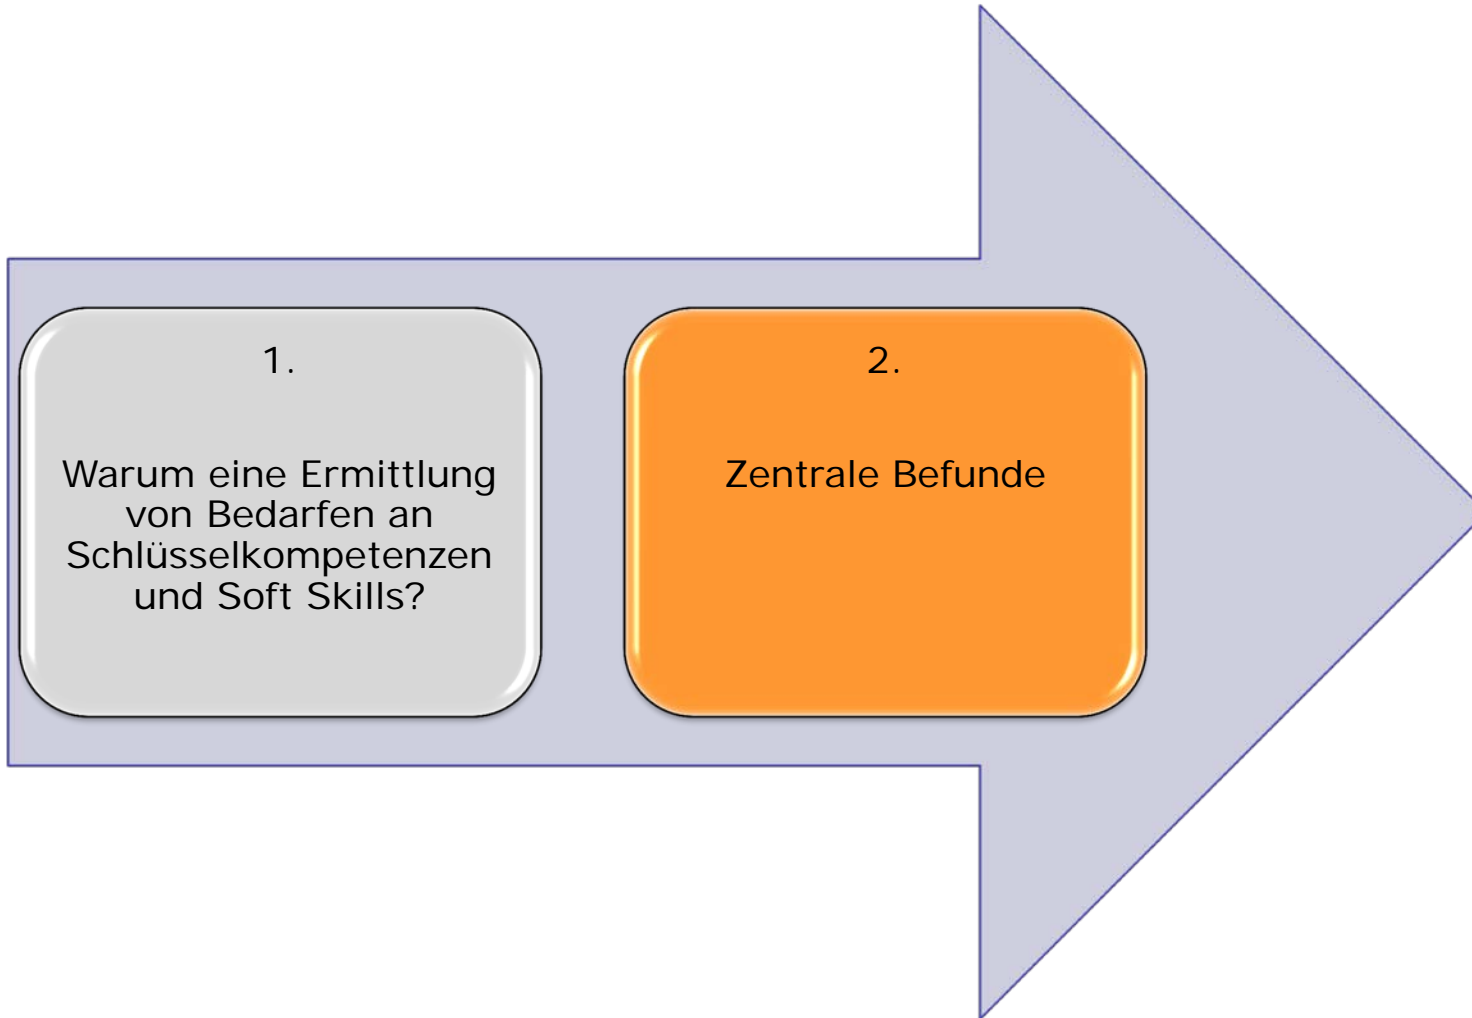 1.
Warum eine Ermittlung
von Bedarfen an
Schlüsselkompetenzen
und Soft Skills?
2.
Zentrale Befunde